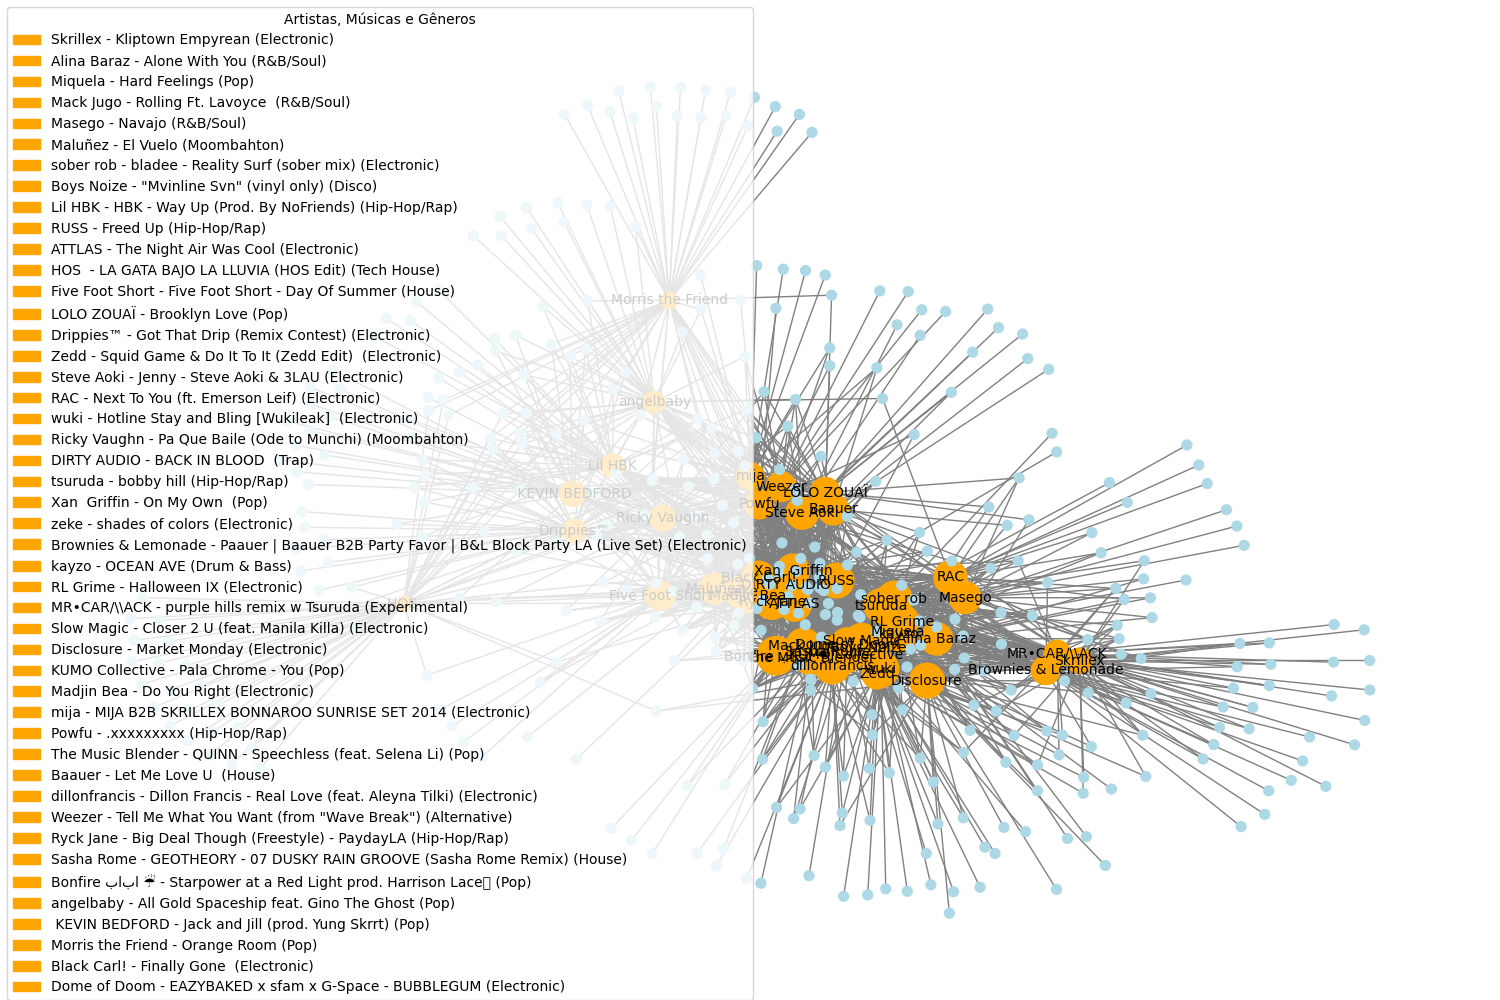 Artistas, Músicas e Gêneros
Skrillex - Kliptown Empyrean (Electronic)
Alina Baraz - Alone With You (R&B/Soul)
Miquela - Hard Feelings (Pop)
Mack Jugo - Rolling Ft. Lavoyce  (R&B/Soul)
Masego - Navajo (R&B/Soul)
Maluñez - El Vuelo (Moombahton)
sober rob - bladee - Reality Surf (sober mix) (Electronic)
Boys Noize - "Mvinline Svn" (vinyl only) (Disco)
Lil HBK - HBK - Way Up (Prod. By NoFriends) (Hip-Hop/Rap)
RUSS - Freed Up (Hip-Hop/Rap)
ATTLAS - The Night Air Was Cool (Electronic)
HOS  - LA GATA BAJO LA LLUVIA (HOS Edit) (Tech House)
Five Foot Short - Five Foot Short - Day Of Summer (House)
LOLO ZOUAÏ - Brooklyn Love (Pop)
Drippies™ - Got That Drip (Remix Contest) (Electronic)
Zedd - Squid Game & Do It To It (Zedd Edit)  (Electronic)
Steve Aoki - Jenny - Steve Aoki & 3LAU (Electronic)
RAC - Next To You (ft. Emerson Leif) (Electronic)
wuki - Hotline Stay and Bling [Wukileak]  (Electronic)
Ricky Vaughn - Pa Que Baile (Ode to Munchi) (Moombahton)
DIRTY AUDIO - BACK IN BLOOD  (Trap)
tsuruda - bobby hill (Hip-Hop/Rap)
Xan  Griffin - On My Own  (Pop)
zeke - shades of colors (Electronic)
Brownies & Lemonade - Paauer | Baauer B2B Party Favor | B&L Block Party LA (Live Set) (Electronic)
kayzo - OCEAN AVE (Drum & Bass)
RL Grime - Halloween IX (Electronic)
MR•CAR/\\ACK - purple hills remix w Tsuruda (Experimental)
Slow Magic - Closer 2 U (feat. Manila Killa) (Electronic)
Disclosure - Market Monday (Electronic)
KUMO Collective - Pala Chrome - You (Pop)
Madjin Bea - Do You Right (Electronic)
mija - MIJA B2B SKRILLEX BONNAROO SUNRISE SET 2014 (Electronic)
Powfu - .xxxxxxxxx (Hip-Hop/Rap)
The Music Blender - QUINN - Speechless (feat. Selena Li) (Pop)
Baauer - Let Me Love U  (House)
dillonfrancis - Dillon Francis - Real Love (feat. Aleyna Tilki) (Electronic)
Weezer - Tell Me What You Want (from "Wave Break") (Alternative)
Ryck Jane - Big Deal Though (Freestyle) - PaydayLA (Hip-Hop/Rap)
Sasha Rome - GEOTHEORY - 07 DUSKY RAIN GROOVE (Sasha Rome Remix) (House)
Bonfire بابا ☔ - Starpower at a Red Light prod. Harrison Lace (Pop)
angelbaby - All Gold Spaceship feat. Gino The Ghost (Pop)
KEVIN BEDFORD - Jack and Jill (prod. Yung Skrrt) (Pop)
Morris the Friend - Orange Room (Pop)
Black Carl! - Finally Gone  (Electronic)
Dome of Doom - EAZYBAKED x sfam x G-Space - BUBBLEGUM (Electronic)
Morris the Friend
angelbaby
Lil HBK
KEVIN BEDFORD
Ricky Vaughn
Drippies™
Five Foot Short
mija
Weezer
LOLO ZOUAÏ
Powfu
Steve Aoki
Baauer
Xan  Griffin
RUSS
ATTLAS
RAC
Masego
sober rob
tsuruda
RL Grime
Miquela
kayzo
Alina Baraz
Slow Magic
dillonfrancis
wuki
Zedd
Disclosure
MR•CAR/\\ACK
Skrillex
Brownies & Lemonade